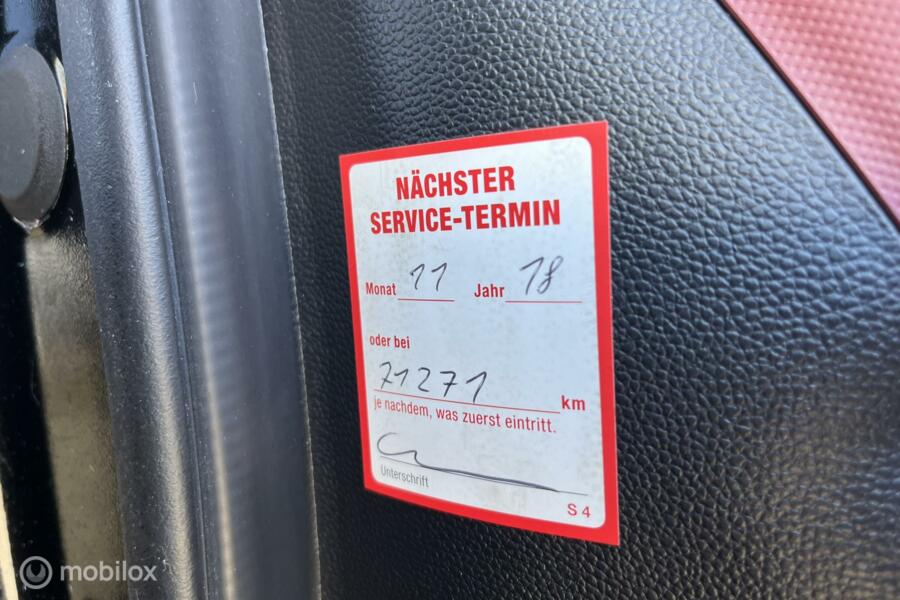 NÄCHSTER
SERVICE-TERMIN
Monat 11 Jahr 18
oder bei
71271 km
je nachdem, was zuerst eintritt.
Unterschrift
S 4
mobilox